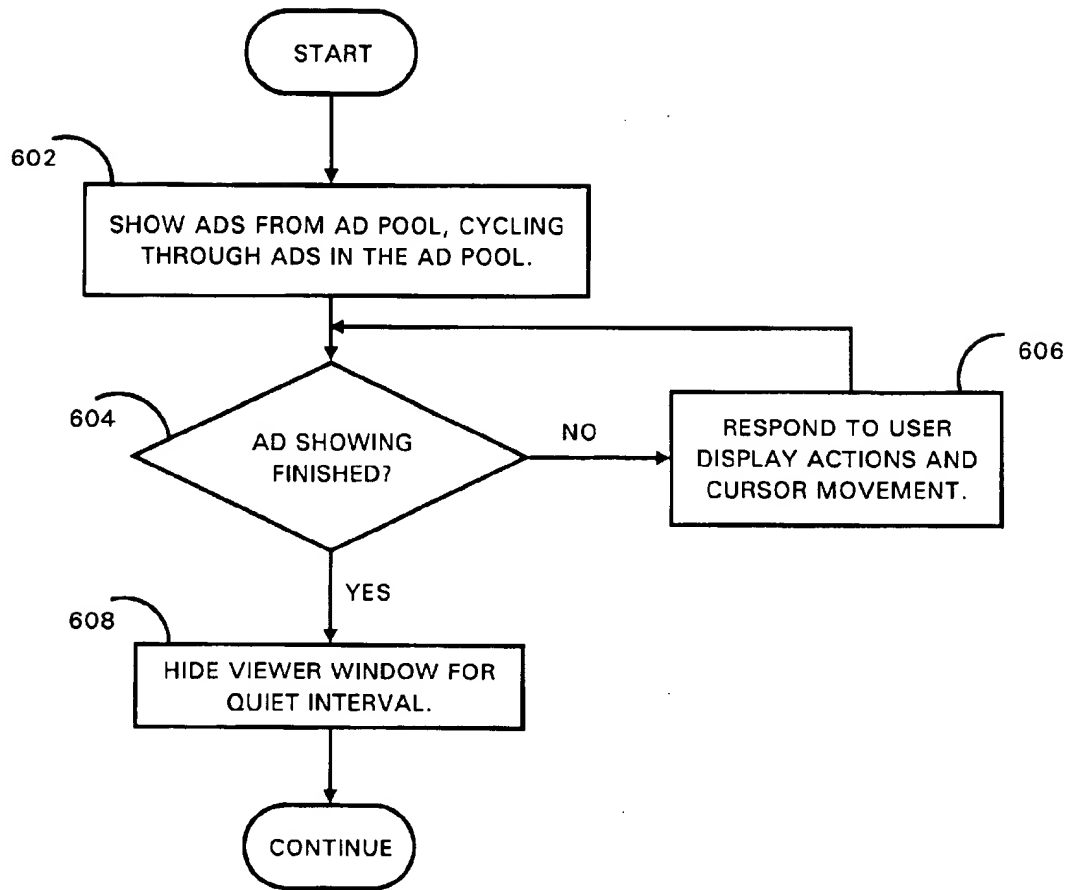 START
602
SHOW ADS FROM AD POOL, CYCLING
THROUGH ADS IN THE AD POOL.
606
604
AD SHOWING
FINISHED?
NO
RESPOND TO USER
DISPLAY ACTIONS AND
CURSOR MOVEMENT.
YES
608
HIDE VIEWER WINDOW FOR
QUIET INTERVAL.
CONTINUE